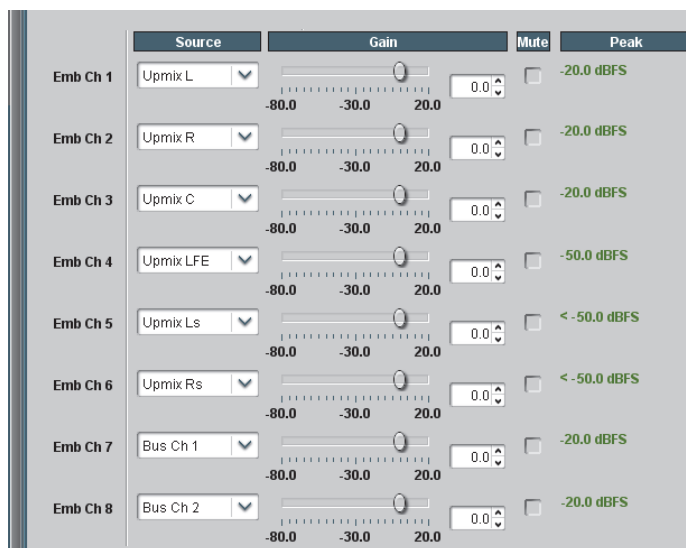 Source Gain Mute Peak
Emb Ch 1 Upmix L 0.0 -20.0 dBFS
-80.0 -30.0 20.0
Emb Ch 2 Upmix R 0.0 -20.0 dBFS
-80.0 -30.0 20.0
Emb Ch 3 Upmix C 0.0 -20.0 dBFS
-80.0 -30.0 20.0
Emb Ch 4 Upmix LFE 0.0 -50.0 dBFS
-80.0 -30.0 20.0
Emb Ch 5 Upmix Ls 0.0 < -50.0 dBFS
-80.0 -30.0 20.0
Emb Ch 6 Upmix Rs 0.0 < -50.0 dBFS
-80.0 -30.0 20.0
Emb Ch 7 Bus Ch 1 0.0 -20.0 dBFS
-80.0 -30.0 20.0
Emb Ch 8 Bus Ch 2 0.0 -20.0 dBFS
-80.0 -30.0 20.0